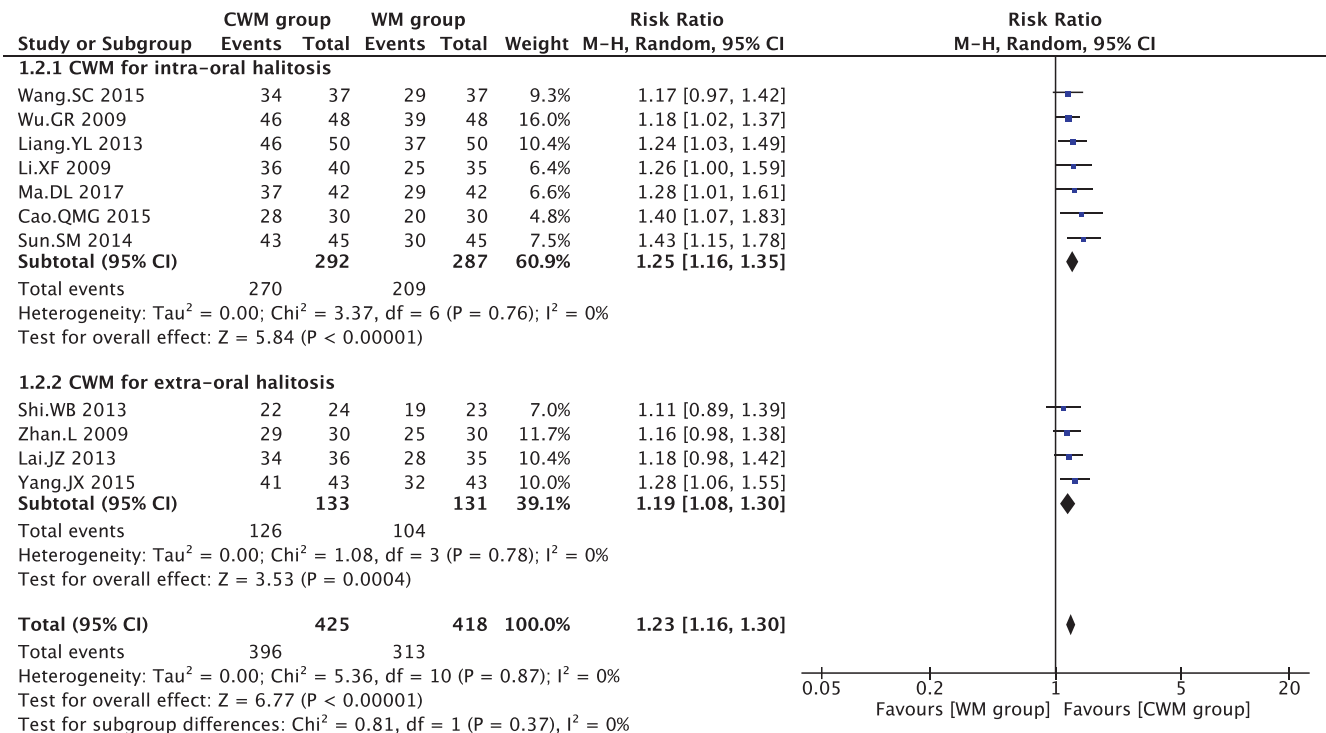 CWM group WM group Risk Ratio Risk Ratio
Study or Subgroup Events Total Events Total Weight M-H, Random, 95% CI M-H, Random, 95% CI
1.2.1 CWM for intra-oral halitosis
Wang.SC 2015 34 37 29 37 9.3% 1.17 [0.97, 1.42]
Wu.GR 2009 46 48 39 48 16.0% 1.18 [1.02, 1.37]
Liang.YL 2013 46 50 37 50 10.4% 1.24 [1.03, 1.49]
Li.XF 2009 36 40 25 35 6.4% 1.26 [1.00, 1.59]
Ma.DL 2017 37 42 29 42 6.6% 1.28 [1.01, 1.61]
Cao.QMG 2015 28 30 20 30 4.8% 1.40 [1.07, 1.83]
Sun.SM 2014 43 45 30 45 7.5% 1.43 [1.15, 1.78]
Subtotal (95% CI) 292 287 60.9% 1.25 [1.16, 1.35]
Total events 270 209
Heterogeneity: Tau² = 0.00; Chi² = 3.37, df = 6 (P = 0.76); I² = 0%
Test for overall effect: Z = 5.84 (P < 0.00001)
1.2.2 CWM for extra-oral halitosis
Shi.WB 2013 22 24 19 23 7.0% 1.11 [0.89, 1.39]
Zhan.L 2009 29 30 25 30 11.7% 1.16 [0.98, 1.38]
Lai.JZ 2013 34 36 28 35 10.4% 1.18 [0.98, 1.42]
Yang.JX 2015 41 43 32 43 10.0% 1.28 [1.06, 1.55]
Subtotal (95% CI) 133 131 39.1% 1.19 [1.08, 1.30]
Total events 126 104
Heterogeneity: Tau² = 0.00; Chi² = 1.08, df = 3 (P = 0.78); I² = 0%
Test for overall effect: Z = 3.53 (P = 0.0004)
Total (95% CI) 425 418 100.0% 1.23 [1.16, 1.30]
Total events 396 313
Heterogeneity: Tau² = 0.00; Chi² = 5.36, df = 10 (P = 0.87); I² = 0%
Test for overall effect: Z = 6.77 (P < 0.00001)
Test for subgroup differences: Chi² = 0.81, df = 1 (P = 0.37), I² = 0%
0.05 0.2 1 5 20
Favours [WM group] Favours [CWM group]